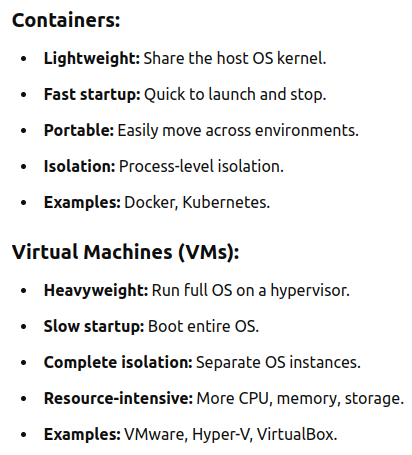 Containers:
• Lightweight: Share the host OS kernel.
• Fast startup: Quick to launch and stop.
• Portable: Easily move across environments.
• Isolation: Process-level isolation.
• Examples: Docker, Kubernetes.
Virtual Machines (VMs):
• Heavyweight: Run full OS on a hypervisor.
• Slow startup: Boot entire OS.
• Complete isolation: Separate OS instances.
• Resource-intensive: More CPU, memory, storage.
• Examples: VMware, Hyper-V, VirtualBox.